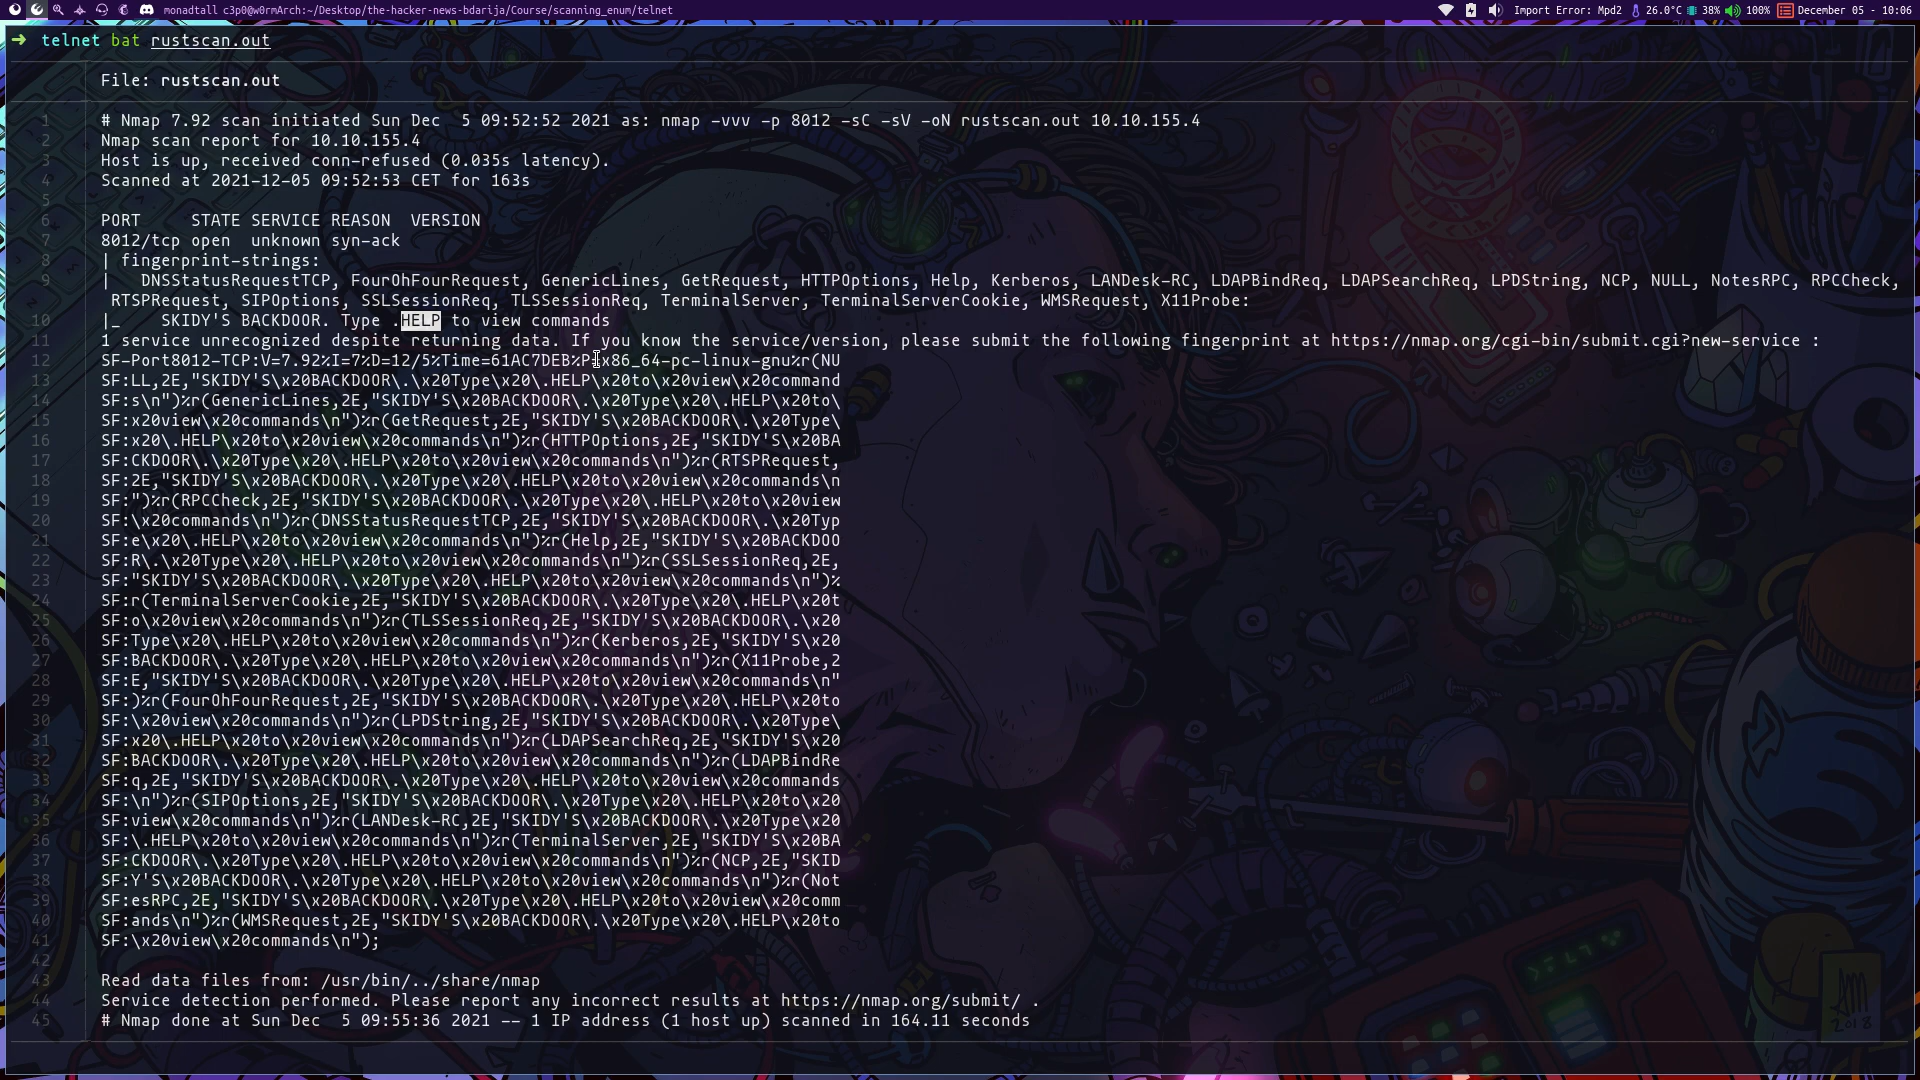 monadtall c3p0@w0rmArch:~/Desktop/the-hacker-news-bdarija/Course/scanning_enum/telnet Import Error: Mpd2 26.0°C 38% 100% December 05 - 10:06
➜ telnet bat rustscan.out
File: rustscan.out
1 # Nmap 7.92 scan initiated Sun Dec  5 09:52:52 2021 as: nmap -vvv -p 8012 -sC -sV -oN rustscan.out 10.10.155.4
2 Nmap scan report for 10.10.155.4
3 Host is up, received conn-refused (0.035s latency).
4 Scanned at 2021-12-05 09:52:53 CET for 163s
5
6 PORT     STATE SERVICE REASON  VERSION
7 8012/tcp open  unknown syn-ack
8 | fingerprint-strings:
9 |   DNSStatusRequestTCP, FourOhFourRequest, GenericLines, GetRequest, HTTPOptions, Help, Kerberos, LANDesk-RC, LDAPBindReq, LDAPSearchReq, LPDString, NCP, NULL, NotesRPC, RPCCheck,
RTSPRequest, SIPOptions, SSLSessionReq, TLSSessionReq, TerminalServer, TerminalServerCookie, WMSRequest, X11Probe:
10 |_    SKIDY'S BACKDOOR. Type .HELP to view commands
11 1 service unrecognized despite returning data. If you know the service/version, please submit the following fingerprint at https://nmap.org/cgi-bin/submit.cgi?new-service :
12 SF-Port8012-TCP:V=7.92%I=7%D=12/5%Time=61AC7DEB%P=x86_64-pc-linux-gnu%r(NU
13 SF:LL,2E,"SKIDY'S\x20BACKDOOR\.\x20Type\x20\.HELP\x20to\x20view\x20command
14 SF:s\n")%r(GenericLines,2E,"SKIDY'S\x20BACKDOOR\.\x20Type\x20\.HELP\x20to\
15 SF:x20view\x20commands\n")%r(GetRequest,2E,"SKIDY'S\x20BACKDOOR\.\x20Type\
16 SF:x20\.HELP\x20to\x20view\x20commands\n")%r(HTTPOptions,2E,"SKIDY'S\x20BA
17 SF:CKDOOR\.\x20Type\x20\.HELP\x20to\x20view\x20commands\n")%r(RTSPRequest,
18 SF:2E,"SKIDY'S\x20BACKDOOR\.\x20Type\x20\.HELP\x20to\x20view\x20commands\n
19 SF:")%r(RPCCheck,2E,"SKIDY'S\x20BACKDOOR\.\x20Type\x20\.HELP\x20to\x20view
20 SF:\x20commands\n")%r(DNSStatusRequestTCP,2E,"SKIDY'S\x20BACKDOOR\.\x20Typ
21 SF:e\x20\.HELP\x20to\x20view\x20commands\n")%r(Help,2E,"SKIDY'S\x20BACKDOO
22 SF:R\.\x20Type\x20\.HELP\x20to\x20view\x20commands\n")%r(SSLSessionReq,2E,
23 SF:"SKIDY'S\x20BACKDOOR\.\x20Type\x20\.HELP\x20to\x20view\x20commands\n")%
24 SF:r(TerminalServerCookie,2E,"SKIDY'S\x20BACKDOOR\.\x20Type\x20\.HELP\x20t
25 SF:o\x20view\x20commands\n")%r(TLSSessionReq,2E,"SKIDY'S\x20BACKDOOR\.\x20
26 SF:Type\x20\.HELP\x20to\x20view\x20commands\n")%r(Kerberos,2E,"SKIDY'S\x20
27 SF:BACKDOOR\.\x20Type\x20\.HELP\x20to\x20view\x20commands\n")%r(X11Probe,2
28 SF:E,"SKIDY'S\x20BACKDOOR\.\x20Type\x20\.HELP\x20to\x20view\x20commands\n"
29 SF:)%r(FourOhFourRequest,2E,"SKIDY'S\x20BACKDOOR\.\x20Type\x20\.HELP\x20to
30 SF:\x20view\x20commands\n")%r(LPDString,2E,"SKIDY'S\x20BACKDOOR\.\x20Type\
31 SF:x20\.HELP\x20to\x20view\x20commands\n")%r(LDAPSearchReq,2E,"SKIDY'S\x20
32 SF:BACKDOOR\.\x20Type\x20\.HELP\x20to\x20view\x20commands\n")%r(LDAPBindRe
33 SF:q,2E,"SKIDY'S\x20BACKDOOR\.\x20Type\x20\.HELP\x20to\x20view\x20commands
34 SF:\n")%r(SIPOptions,2E,"SKIDY'S\x20BACKDOOR\.\x20Type\x20\.HELP\x20to\x20
35 SF:view\x20commands\n")%r(LANDesk-RC,2E,"SKIDY'S\x20BACKDOOR\.\x20Type\x20
36 SF:\.HELP\x20to\x20view\x20commands\n")%r(TerminalServer,2E,"SKIDY'S\x20BA
37 SF:CKDOOR\.\x20Type\x20\.HELP\x20to\x20view\x20commands\n")%r(NCP,2E,"SKID
38 SF:Y'S\x20BACKDOOR\.\x20Type\x20\.HELP\x20to\x20view\x20commands\n")%r(Not
39 SF:esRPC,2E,"SKIDY'S\x20BACKDOOR\.\x20Type\x20\.HELP\x20to\x20view\x20comm
40 SF:ands\n")%r(WMSRequest,2E,"SKIDY'S\x20BACKDOOR\.\x20Type\x20\.HELP\x20to
41 SF:\x20view\x20commands\n");
42
43 Read data files from: /usr/bin/../share/nmap
44 Service detection performed. Please report any incorrect results at https://nmap.org/submit/ .
45 # Nmap done at Sun Dec  5 09:55:36 2021 -- 1 IP address (1 host up) scanned in 164.11 seconds
2018